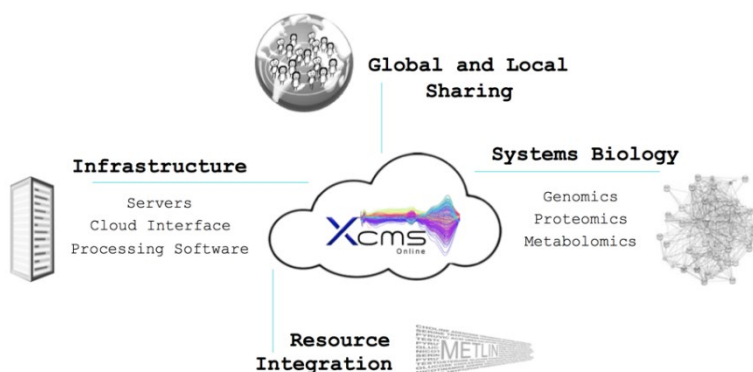 Global and Local
Sharing
Infrastructure
Servers
Cloud Interface
Processing Software
Systems Biology
Genomics
Proteomics
Metabolomics
Xcms
Online
Resource
Integration
METLIN